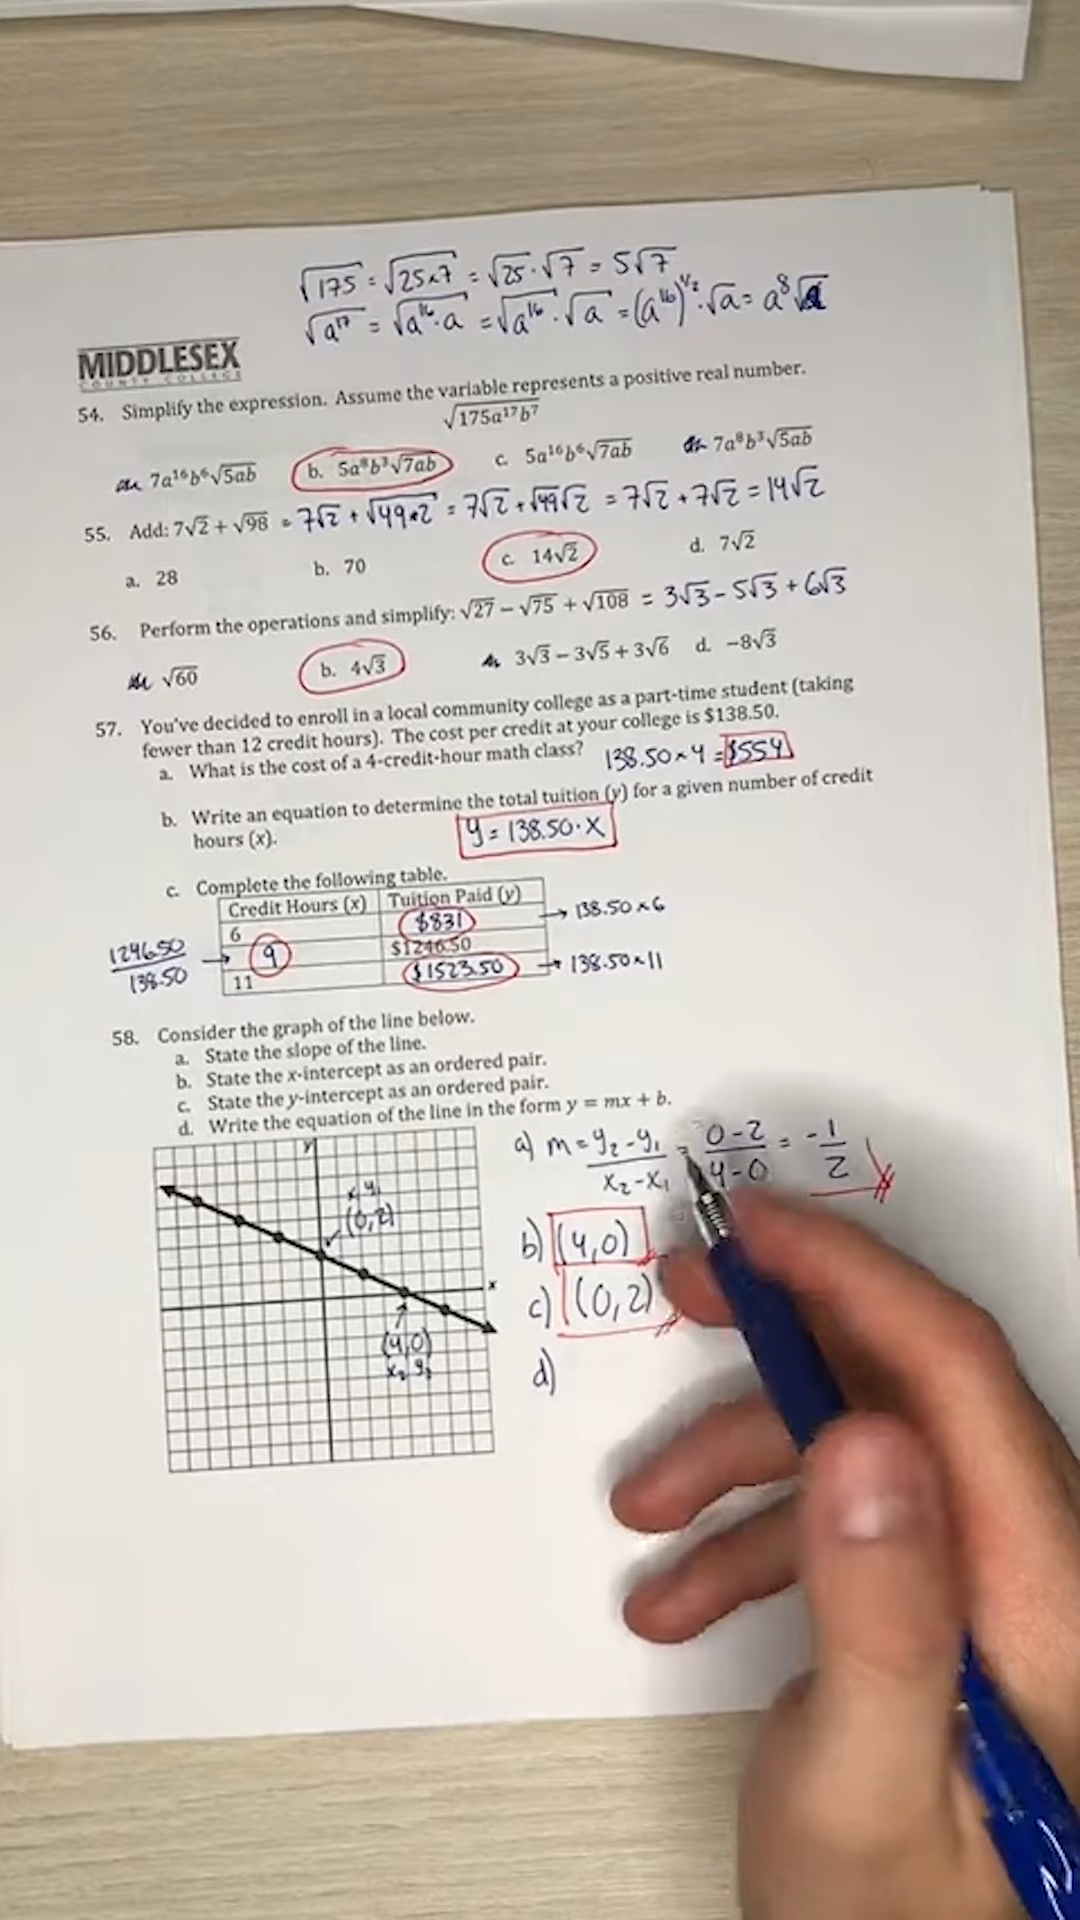 √175 = √25×7 = √25 · √7 = 5√7
√a¹⁷ = √a¹⁶·a = √a¹⁶ · √a = (a¹⁶)^1/2 · √a = a⁸√a
MIDDLESEX
COUNTY COLLEGE
54. Simplify the expression. Assume the variable represents a positive real number.
√175a¹⁷b⁷
7a¹⁶b⁶√5ab b. 5a⁸b³√7ab c. 5a¹⁶b⁶√7ab 7a⁸b³√5ab
55. Add: 7√2 + √98 = 7√2 + √49×2 = 7√2 + √49√2 = 7√2 + 7√2 = 14√2
a. 28 b. 70 c. 14√2 d. 7√2
56. Perform the operations and simplify: √27 − √75 + √108 = 3√3 − 5√3 + 6√3
√60 b. 4√3 3√3 − 3√5 + 3√6 d. −8√3
57. You've decided to enroll in a local community college as a part-time student (taking
fewer than 12 credit hours). The cost per credit at your college is $138.50.
a. What is the cost of a 4-credit-hour math class? 138.50×4 = $554
b. Write an equation to determine the total tuition (y) for a given number of credit
hours (x). y = 138.50·x
c. Complete the following table.
Credit Hours (x) Tuition Paid (y)
6 $831 → 138.50×6
1246.50/138.50 → 9 $1246.50
11 $1523.50 → 138.50×11
58. Consider the graph of the line below.
a. State the slope of the line.
b. State the x-intercept as an ordered pair.
c. State the y-intercept as an ordered pair.
d. Write the equation of the line in the form y = mx + b.
y
a) m = y₂−y₁/x₂−x₁ = 0−2/4−0 = −1/2
x₁ y₁
(0,2)
b) (4,0)
x
c) (0,2)
(4,0)
x₂ y₂
d)